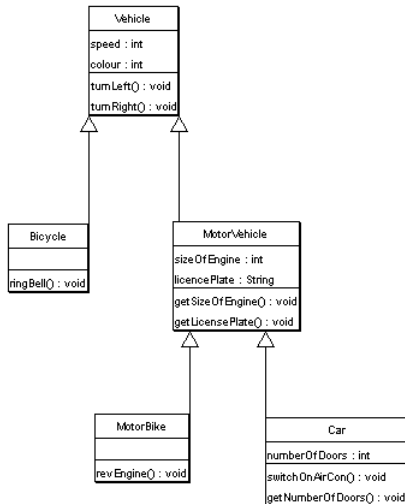 Vehicle
speed : int
colour : int
turnLeft() : void
turnRight() : void
Bicycle
ringBell() : void
MotorVehicle
sizeOfEngine : int
licencePlate : String
getSizeOfEngine() : void
getLicensePlate() : void
MotorBike
revEngine() : void
Car
numberOfDoors : int
switchOnAirCon() : void
getNumberOfDoors() : void